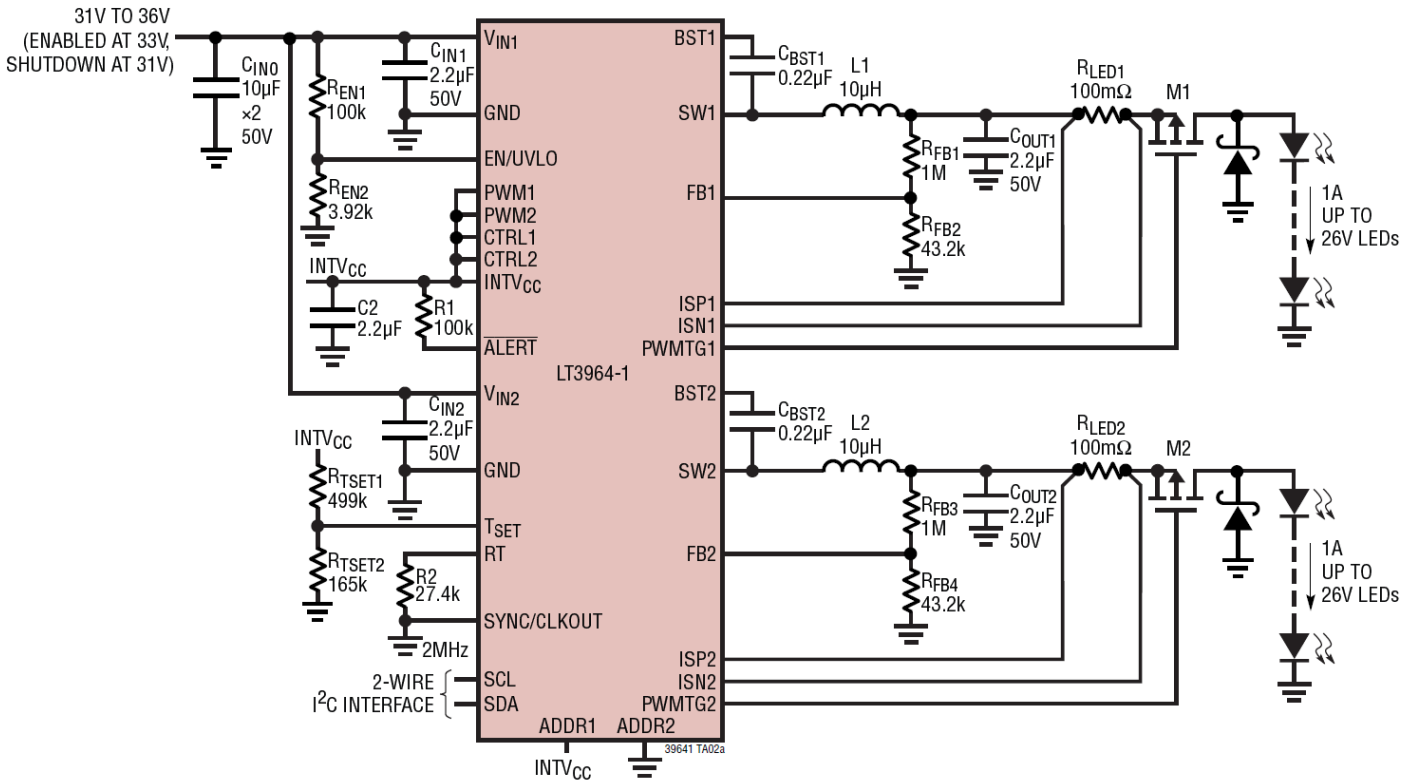 31V TO 36V
(ENABLED AT 33V,
SHUTDOWN AT 31V)
CIN0
10µF
×2
50V
REN1
100k
CIN1
2.2µF
50V
REN2
3.92k
INTVCC
C2
2.2µF
R1
100k
CIN2
2.2µF
50V
INTVCC
RTSET1
499k
RTSET2
165k
R2
27.4k
2MHz
2-WIRE
I2C INTERFACE
VIN1
GND
EN/UVLO
PWM1
PWM2
CTRL1
CTRL2
INTVCC
ALERT
VIN2
GND
TSET
RT
SYNC/CLKOUT
SCL
SDA
ADDR1
ADDR2
INTVCC
LT3964-1
BST1
SW1
FB1
ISP1
ISN1
PWMTG1
BST2
SW2
FB2
ISP2
ISN2
PWMTG2
39641 TA02a
CBST1
0.22µF
L1
10µH
RFB1
1M
RFB2
43.2k
COUT1
2.2µF
50V
RLED1
100mΩ
M1
1A
UP TO
26V LEDs
CBST2
0.22µF
L2
10µH
RFB3
1M
RFB4
43.2k
COUT2
2.2µF
50V
RLED2
100mΩ
M2
1A
UP TO
26V LEDs